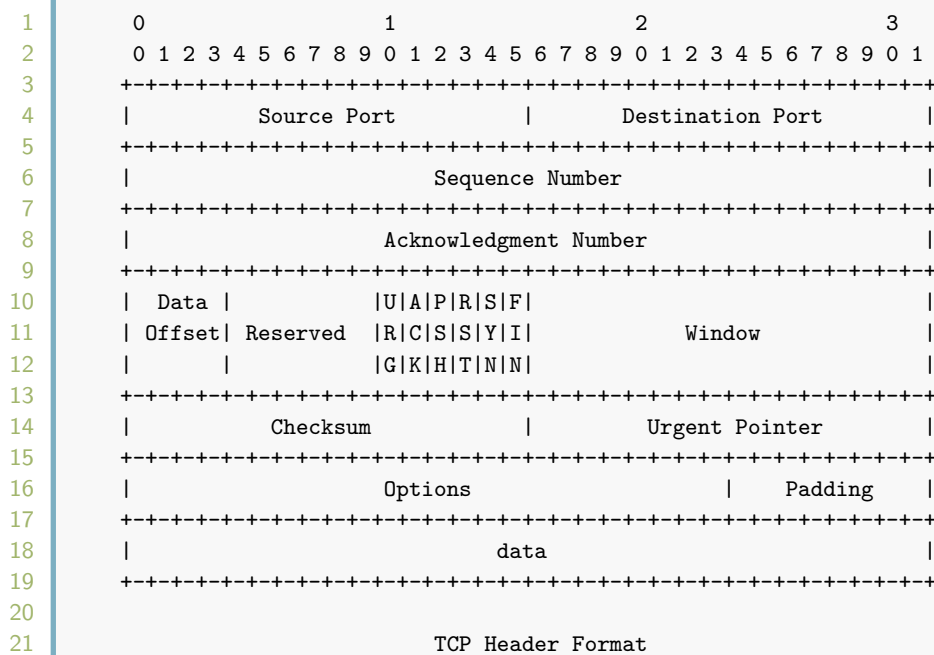 1 0                   1                   2                   3
2 0 1 2 3 4 5 6 7 8 9 0 1 2 3 4 5 6 7 8 9 0 1 2 3 4 5 6 7 8 9 0 1
3 +-+-+-+-+-+-+-+-+-+-+-+-+-+-+-+-+-+-+-+-+-+-+-+-+-+-+-+-+-+-+-+-+
4 |          Source Port          |       Destination Port        |
5 +-+-+-+-+-+-+-+-+-+-+-+-+-+-+-+-+-+-+-+-+-+-+-+-+-+-+-+-+-+-+-+-+
6 |                        Sequence Number                        |
7 +-+-+-+-+-+-+-+-+-+-+-+-+-+-+-+-+-+-+-+-+-+-+-+-+-+-+-+-+-+-+-+-+
8 |                    Acknowledgment Number                      |
9 +-+-+-+-+-+-+-+-+-+-+-+-+-+-+-+-+-+-+-+-+-+-+-+-+-+-+-+-+-+-+-+-+
10 |  Data |           |U|A|P|R|S|F|                               |
11 | Offset| Reserved  |R|C|S|S|Y|I|            Window             |
12 |       |           |G|K|H|T|N|N|                               |
13 +-+-+-+-+-+-+-+-+-+-+-+-+-+-+-+-+-+-+-+-+-+-+-+-+-+-+-+-+-+-+-+-+
14 |           Checksum            |         Urgent Pointer        |
15 +-+-+-+-+-+-+-+-+-+-+-+-+-+-+-+-+-+-+-+-+-+-+-+-+-+-+-+-+-+-+-+-+
16 |                    Options                    |    Padding    |
17 +-+-+-+-+-+-+-+-+-+-+-+-+-+-+-+-+-+-+-+-+-+-+-+-+-+-+-+-+-+-+-+-+
18 |                             data                              |
19 +-+-+-+-+-+-+-+-+-+-+-+-+-+-+-+-+-+-+-+-+-+-+-+-+-+-+-+-+-+-+-+-+
20
21                         TCP Header Format